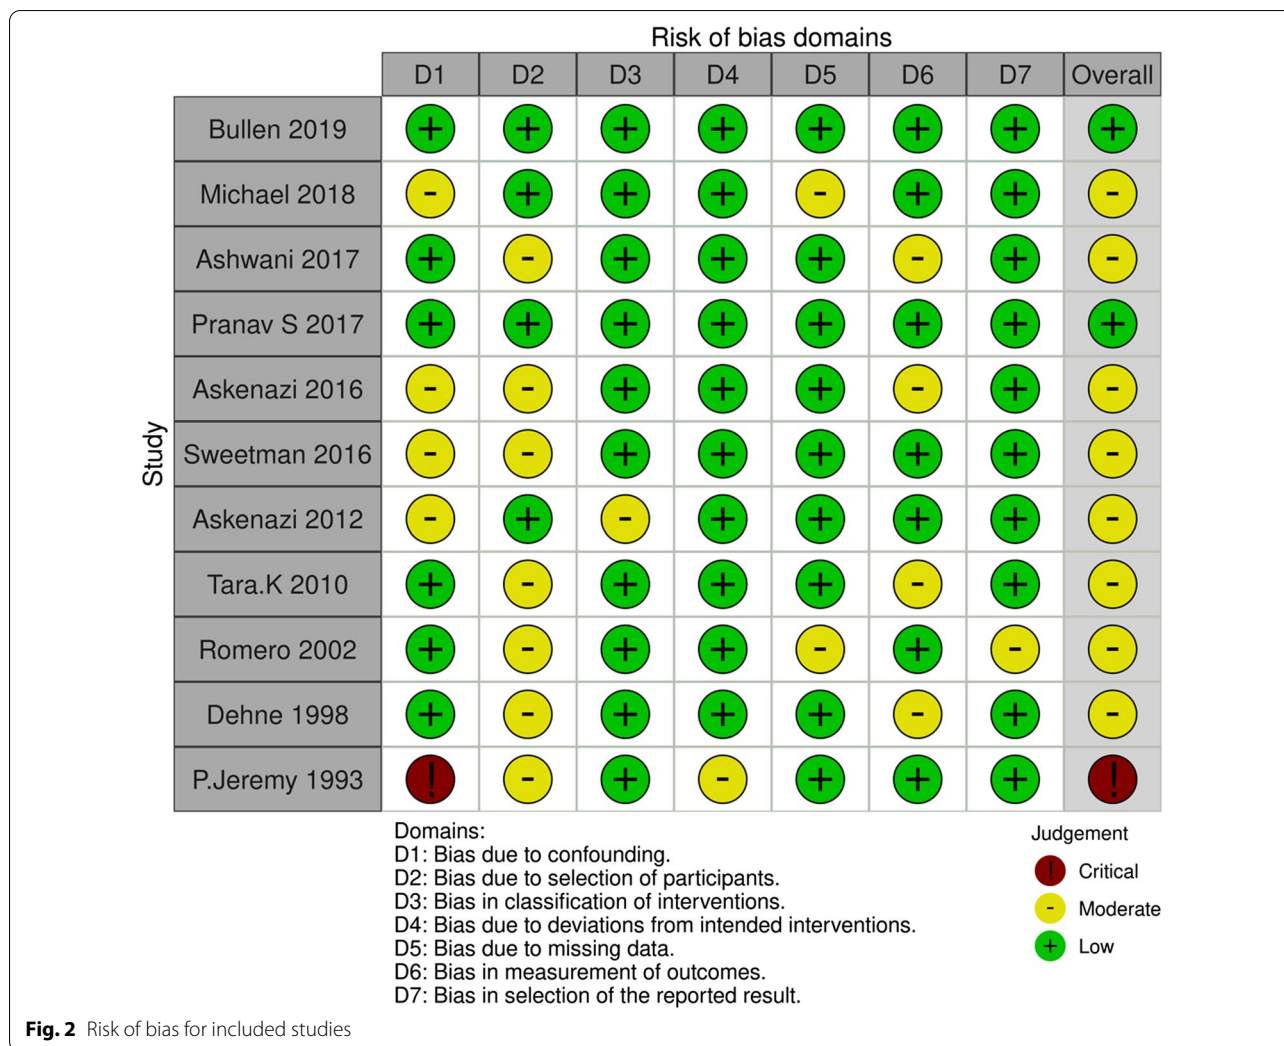 Risk of bias domains
D1 D2 D3 D4 D5 D6 D7 Overall
Study
Bullen 2019 + + + + + + + +
Michael 2018 - + + + - + + -
Ashwani 2017 + - + + + - + -
Pranav S 2017 + + + + + + + +
Askenazi 2016 - - + + + - + -
Sweetman 2016 - - + + + + + -
Askenazi 2012 - + - + + + + -
Tara.K 2010 + - + + + - + -
Romero 2002 + - + + - + - -
Dehne 1998 + - + + + - + -
P.Jeremy 1993 ! - + - + + + !
Domains:
D1: Bias due to confounding.
D2: Bias due to selection of participants.
D3: Bias in classification of interventions.
D4: Bias due to deviations from intended interventions.
D5: Bias due to missing data.
D6: Bias in measurement of outcomes.
D7: Bias in selection of the reported result.
Judgement
! Critical
- Moderate
+ Low
Fig. 2 Risk of bias for included studies